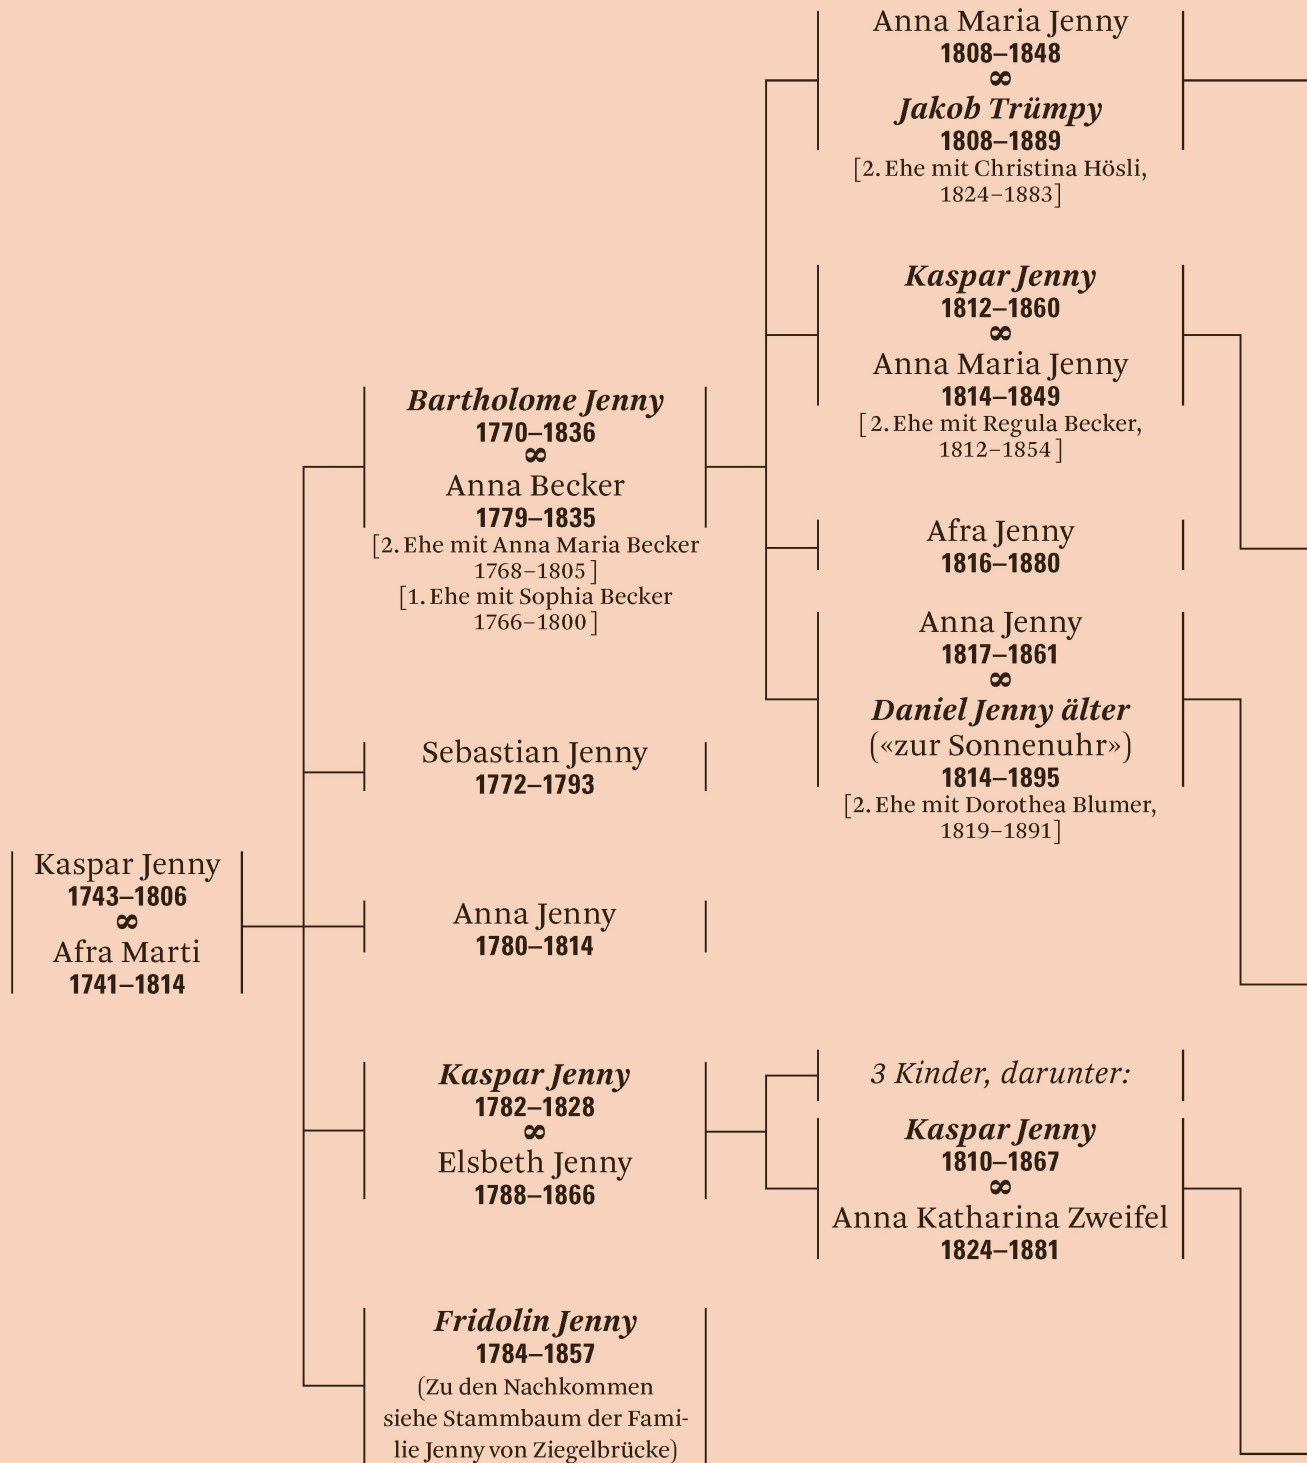 Kaspar Jenny
1743–1806
∞
Afra Marti
1741–1814
Bartholome Jenny
1770–1836
∞
Anna Becker
1779–1835
[2. Ehe mit Anna Maria Becker
1768–1805]
[1. Ehe mit Sophia Becker
1766–1800]
Sebastian Jenny
1772–1793
Anna Jenny
1780–1814
Kaspar Jenny
1782–1828
∞
Elsbeth Jenny
1788–1866
Fridolin Jenny
1784–1857
(Zu den Nachkommen
siehe Stammbaum der Fami-
lie Jenny von Ziegelbrücke)
Anna Maria Jenny
1808–1848
∞
Jakob Trümpy
1808–1889
[2. Ehe mit Christina Hösli,
1824–1883]
Kaspar Jenny
1812–1860
∞
Anna Maria Jenny
1814–1849
[2. Ehe mit Regula Becker,
1812–1854]
Afra Jenny
1816–1880
Anna Jenny
1817–1861
∞
Daniel Jenny älter
(«zur Sonnenuhr»)
1814–1895
[2. Ehe mit Dorothea Blumer,
1819–1891]
3 Kinder, darunter:
Kaspar Jenny
1810–1867
∞
Anna Katharina Zweifel
1824–1881